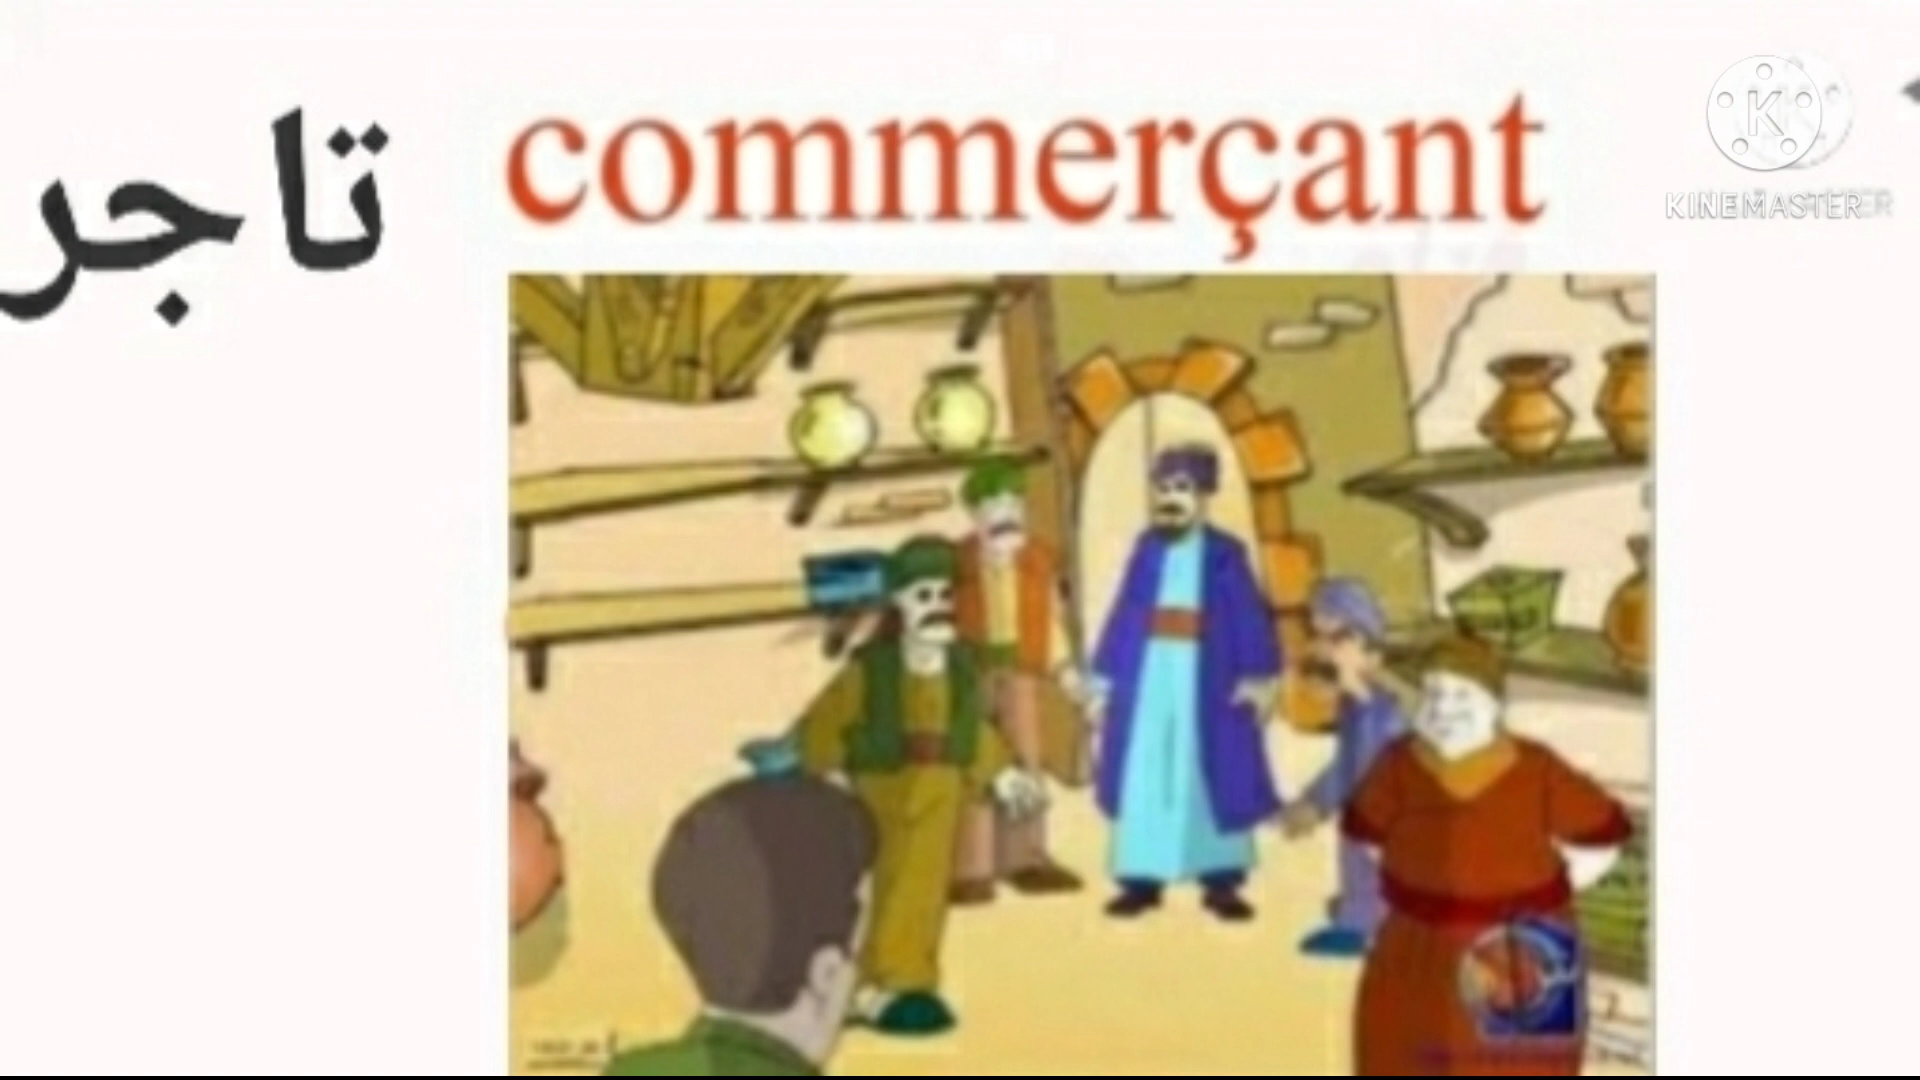 تاجر commerçant
KINEMASTER